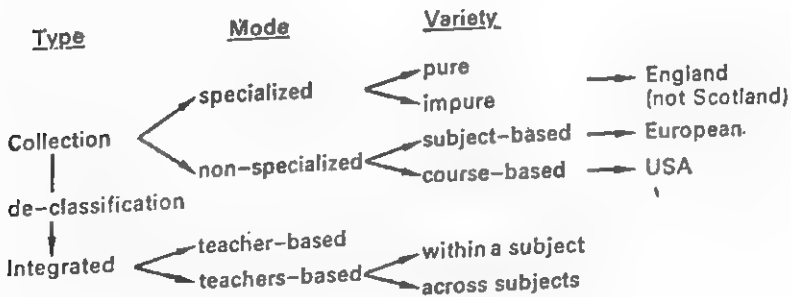 Type Mode Variety
pure England
specialized (not Scotland)
impure
Collection subject-based European
non-specialized
course-based USA
de-classification
teacher-based within a subject
Integrated
teachers-based across subjects